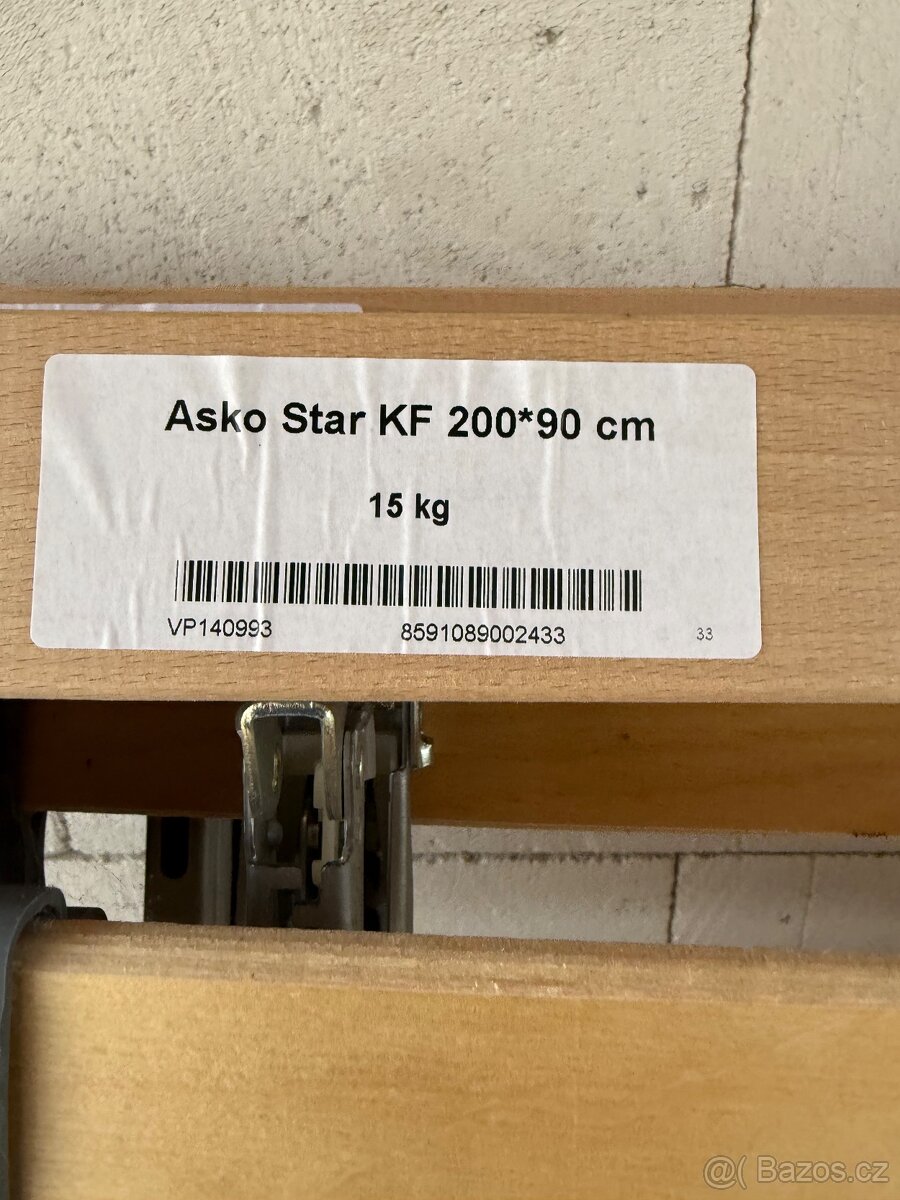 Asko Star KF 200*90 cm
15 kg
VP140993 8591089002433 33
@( Bazos.cz